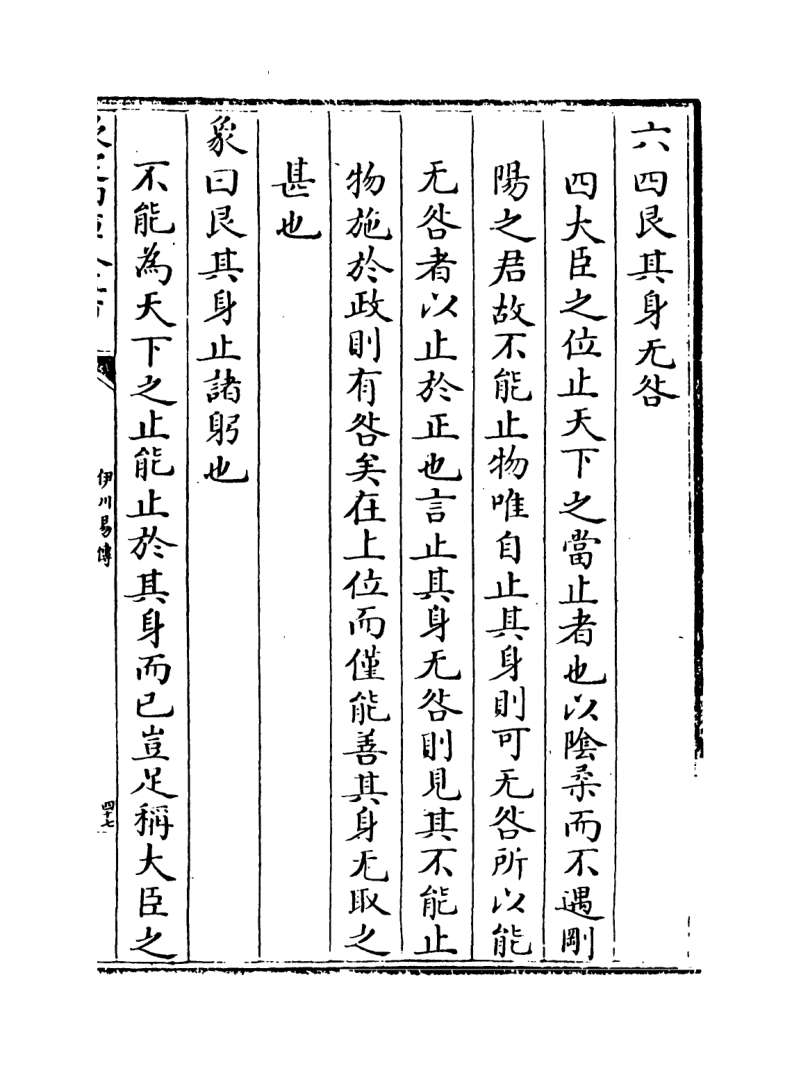 六四艮其身无咎
四大臣之位止天下之當止者也以陰柔而不遇剛
陽之君故不能止物唯自止其身則可无咎所以能
无咎者以止於正也言止其身无咎則見其不能止
物施於政則有咎矣在上位而僅能善其身无取之
甚也
象曰艮其身止諸躬也
不能為天下之止能止於其身而已豈足稱大臣之
伊川易傳
四十七